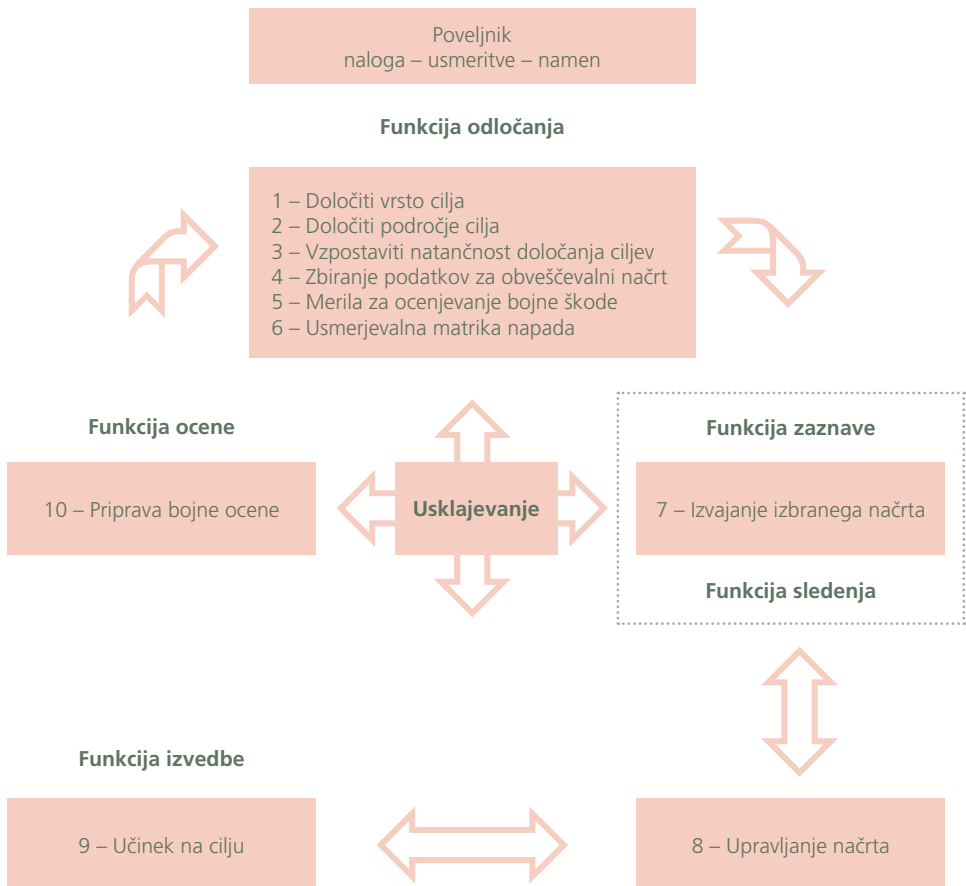 Poveljnik
naloga – usmeritve – namen
Funkcija odločanja
1 – Določiti vrsto cilja
2 – Določiti področje cilja
3 – Vzpostaviti natančnost določanja ciljev
4 – Zbiranje podatkov za obveščevalni načrt
5 – Merila za ocenjevanje bojne škode
6 – Usmerjevalna matrika napada
Funkcija ocene
10 – Priprava bojne ocene
Usklajevanje
Funkcija zaznave
7 – Izvajanje izbranega načrta
Funkcija sledenja
Funkcija izvedbe
9 – Učinek na cilju
8 – Upravljanje načrta